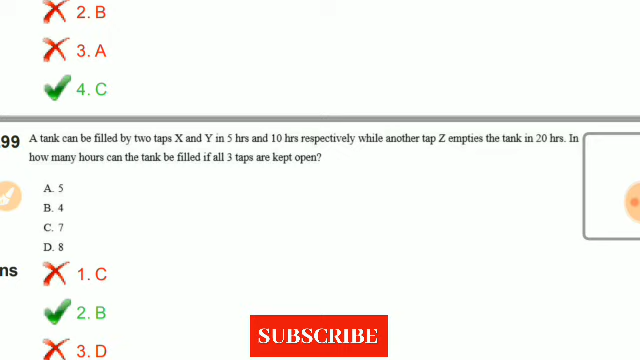 2. B
3. A
4. C
99 A tank can be filled by two taps X and Y in 5 hrs and 10 hrs respectively while another tap Z empties the tank in 20 hrs. In
how many hours can the tank be filled if all 3 taps are kept open?
A. 5
B. 4
C. 7
D. 8
ns
1. C
2. B
3. D
SUBSCRIBE